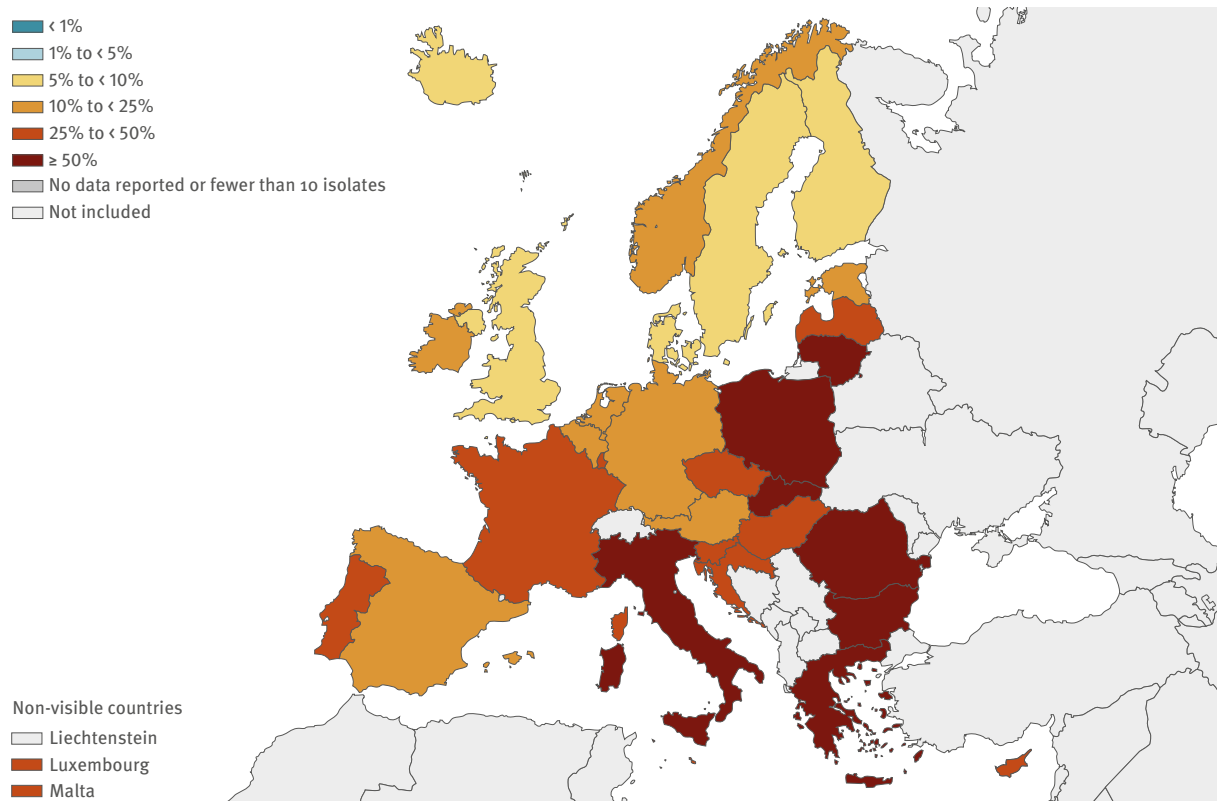 < 1%
1% to < 5%
5% to < 10%
10% to < 25%
25% to < 50%
≥ 50%
No data reported or fewer than 10 isolates
Not included
Non-visible countries
Liechtenstein
Luxembourg
Malta